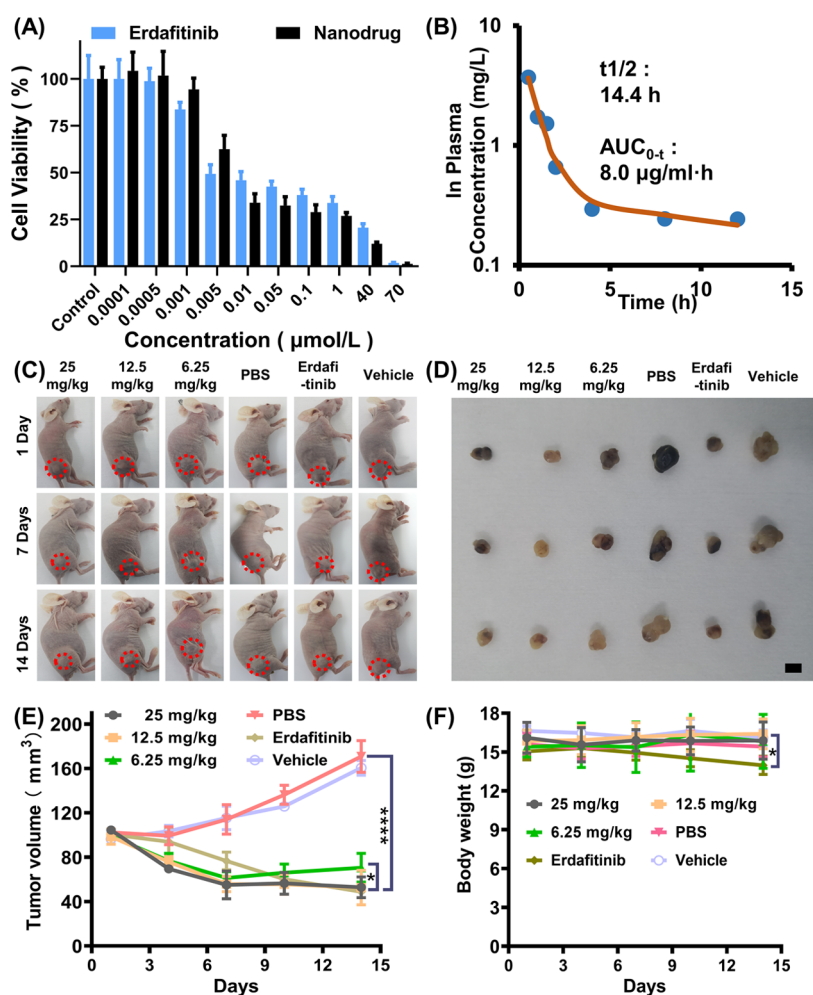 (A)
Erdafitinib
Nanodrug
Cell Viability ( % )
100
75
50
25
0
Control
0.0001
0.0005
0.001
0.005
0.01
0.05
0.1
1
40
70
Concentration ( μmol/L )
(B)
In Plasma
Concentration (mg/L)
10
1
0.1
t1/2 :
14.4 h
AUC0-t :
8.0 μg/ml·h
0
5
10
15
Time (h)
(C)
25
mg/kg
12.5
mg/kg
6.25
mg/kg
PBS
Erdafi
-tinib
Vehicle
1 Day
7 Days
14 Days
(D)
25
mg/kg
12.5
mg/kg
6.25
mg/kg
PBS
Erdafi
-tinib
Vehicle
(E)
Tumor volume ( mm³)
200
160
120
80
40
0
25 mg/kg
12.5 mg/kg
6.25 mg/kg
PBS
Erdafitinib
Vehicle
****
*
0
3
6
9
12
15
Days
(F)
Body weight (g)
18
15
12
9
6
3
0
*
25 mg/kg
12.5 mg/kg
6.25 mg/kg
PBS
Erdafitinib
Vehicle
0
3
6
9
12
15
Days